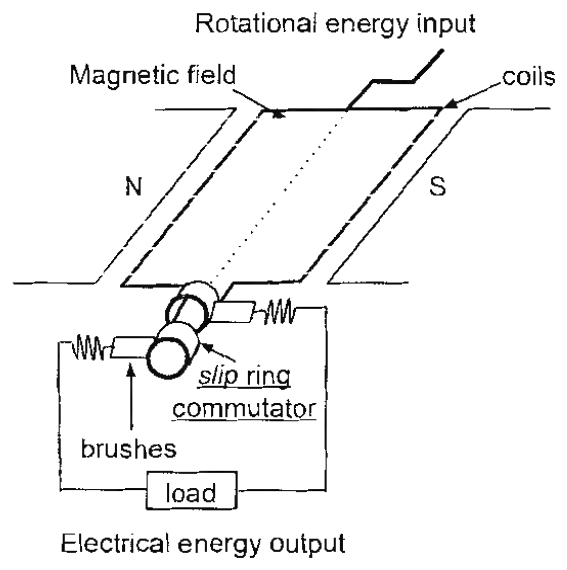 Rotational energy input
Magnetic field
coils
N
S
slip ring
commutator
brushes
load
Electrical energy output